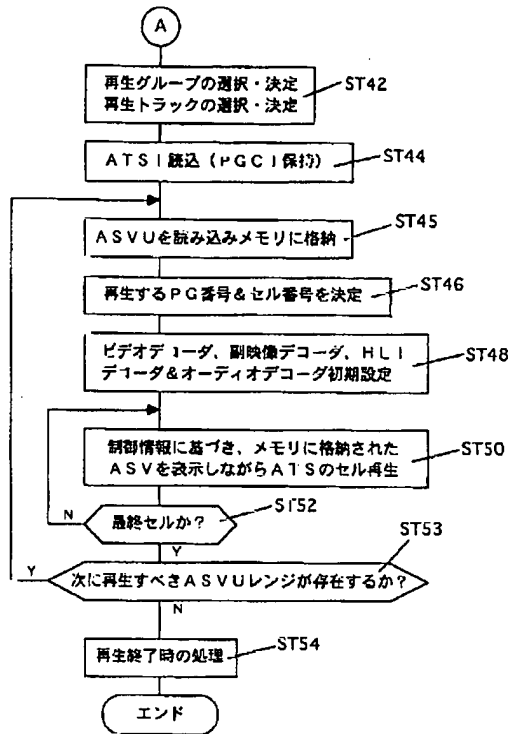 A
再生グループの選択・決定
再生トラックの選択・決定
ST42
ATSI読込（PGCI保持）
ST44
ASVUを読み込みメモリに格納
ST45
再生するPG番号&セル番号を決定
ST46
ビデオデコーダ、副映像デコーダ、HLI
デコーダ&オーディオデコーダ初期設定
ST48
制御情報に基づき、メモリに格納された
ASVを表示しながらATSのセル再生
ST50
最終セルか？
ST52
N
Y
次に再生すべきASVUレンジが存在するか？
ST53
Y
N
再生終了時の処理
ST54
エンド